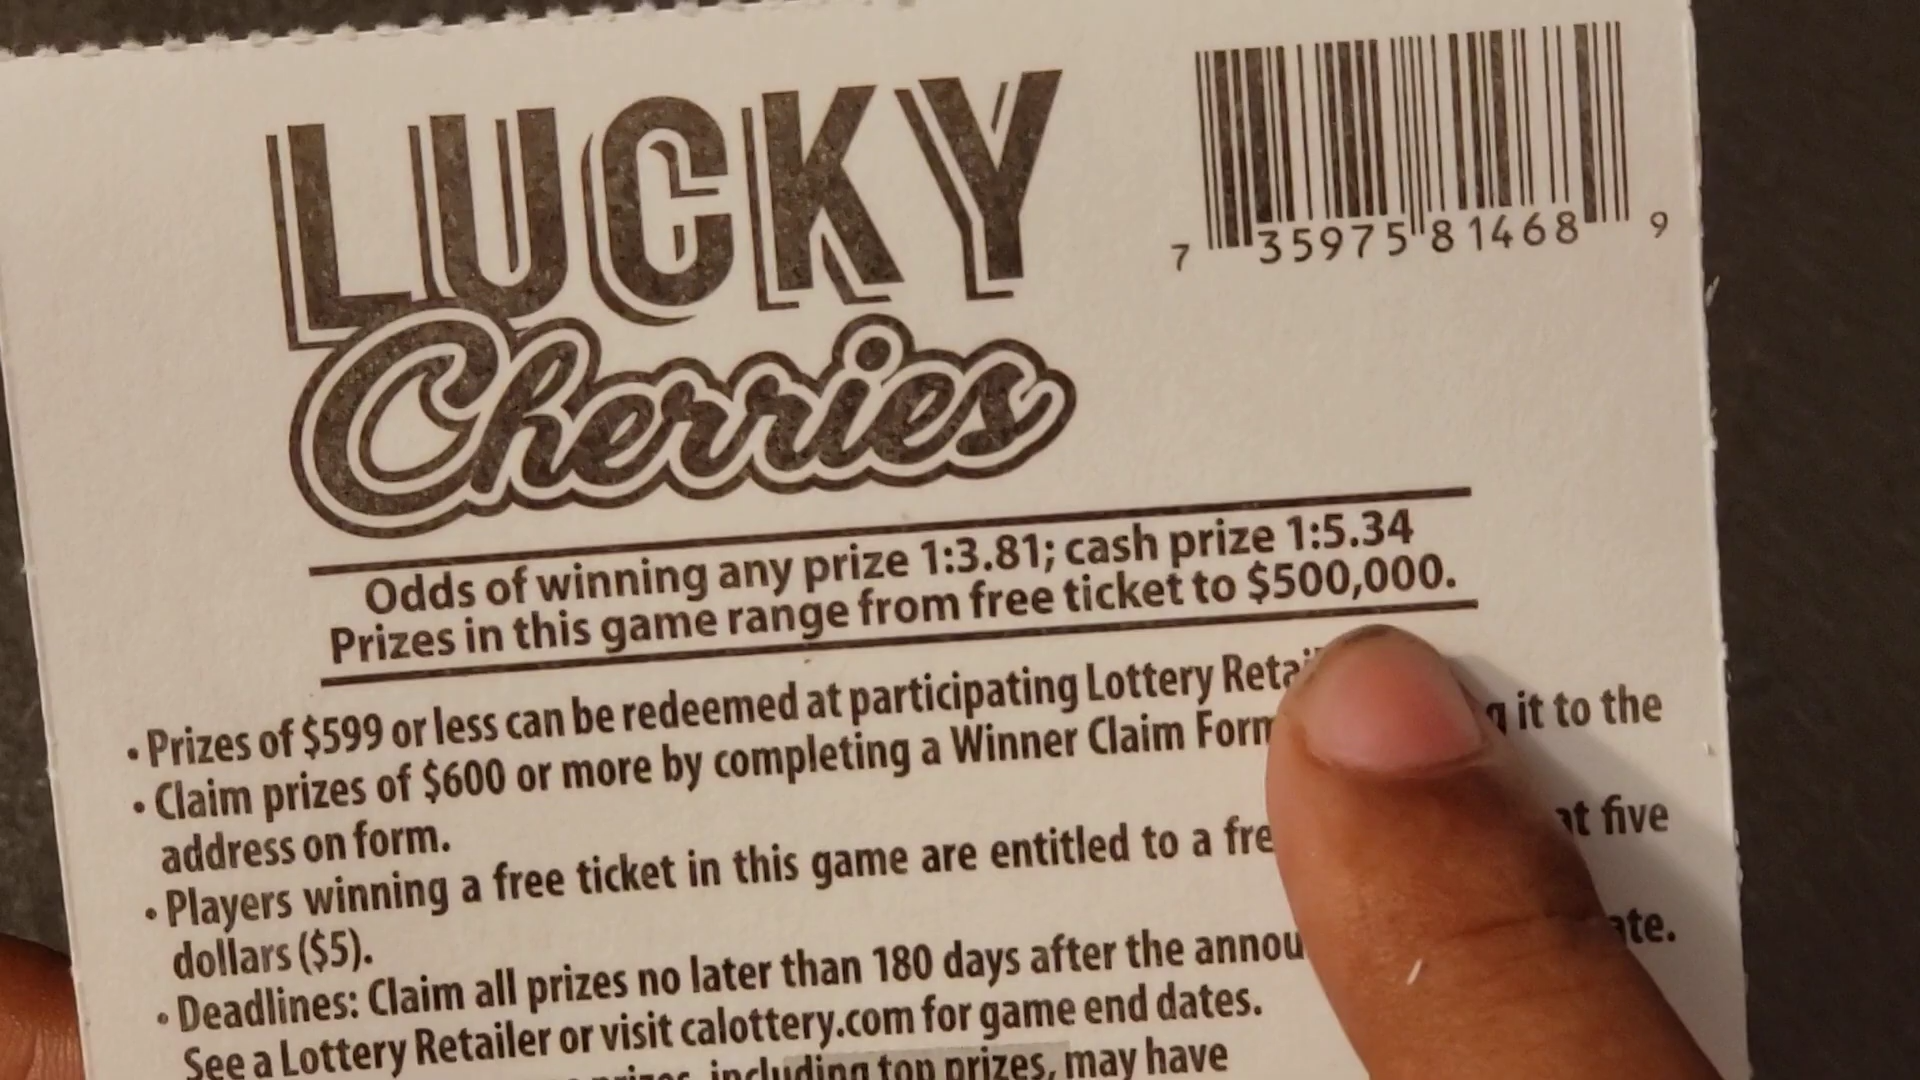 LUCKY
Cherries
7 35975 81468 9
Odds of winning any prize 1:3.81; cash prize 1:5.34
Prizes in this game range from free ticket to $500,000.
• Prizes of $599 or less can be redeemed at participating Lottery
• Claim prizes of $600 or more by completing a Winner Claim Form it to the
address on form.
• Players winning a free ticket in this game are entitled to a five
dollars ($5).
• Deadlines: Claim all prizes no later than 180 days after the
See a Lottery Retailer or visit calottery.com for game end dates.
including top prizes, may have